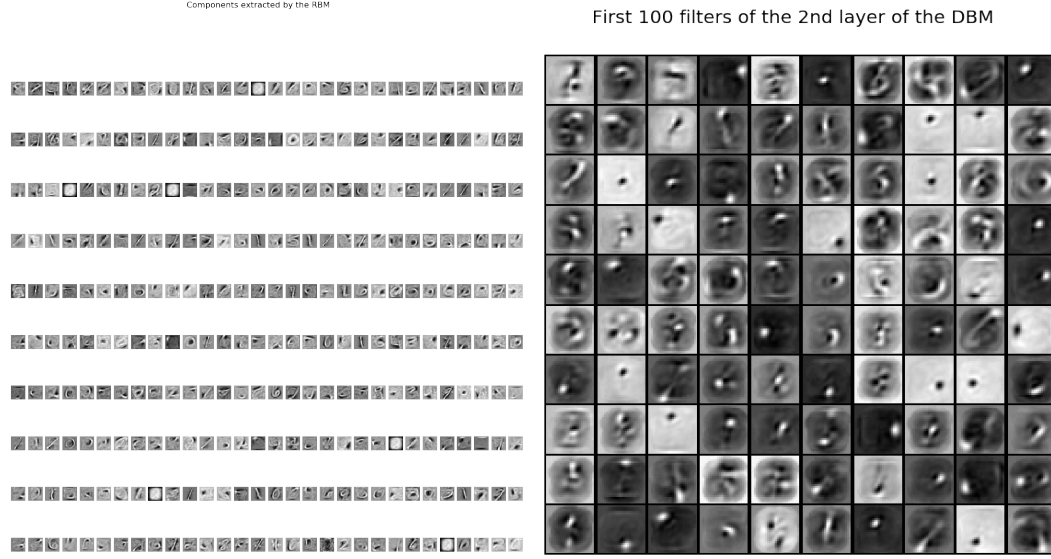 Components extracted by the RBM
First 100 filters of the 2nd layer of the DBM